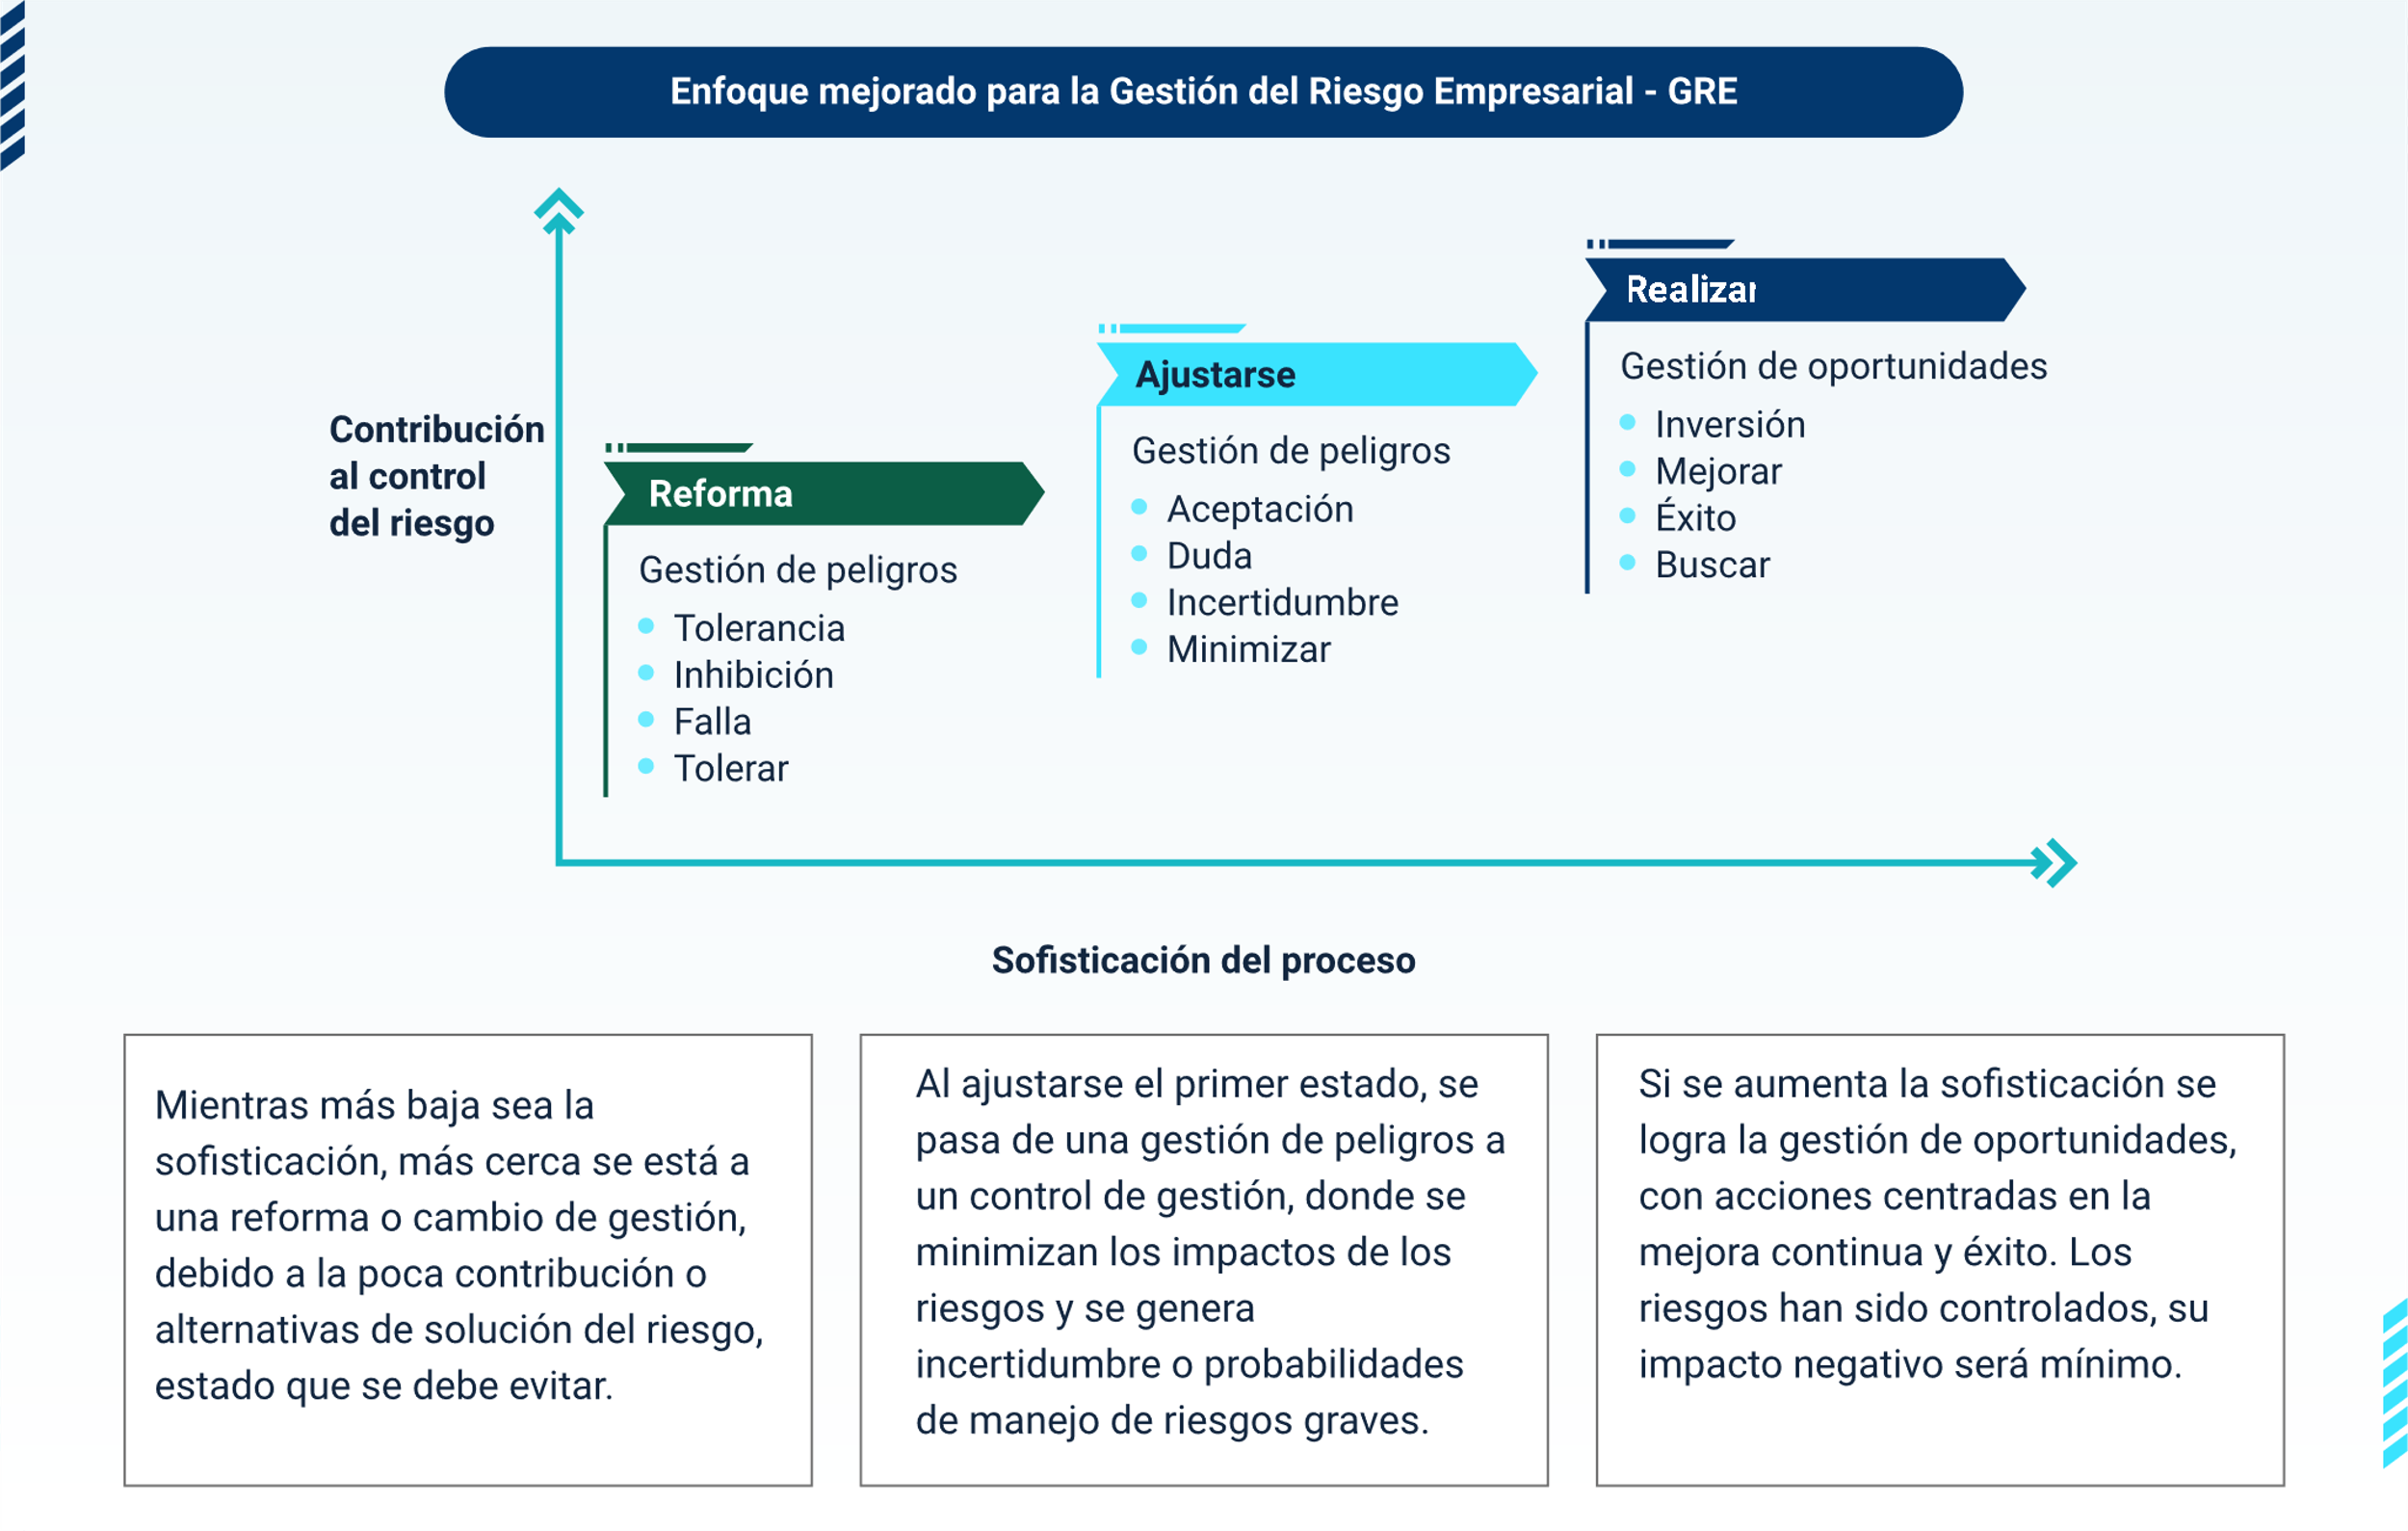 Enfoque mejorado para la Gestión del Riesgo Empresarial - GRE
Contribución
al control
del riesgo
Reforma
Gestión de peligros
Tolerancia
Inhibición
Falla
Tolerar
Ajustarse
Gestión de peligros
Aceptación
Duda
Incertidumbre
Minimizar
Realizar
Gestión de oportunidades
Inversión
Mejorar
Éxito
Buscar
Sofisticación del proceso
Mientras más baja sea la
sofisticación, más cerca se está a
una reforma o cambio de gestión,
debido a la poca contribución o
alternativas de solución del riesgo,
estado que se debe evitar.
Al ajustarse el primer estado, se
pasa de una gestión de peligros a
un control de gestión, donde se
minimizan los impactos de los
riesgos y se genera
incertidumbre o probabilidades
de manejo de riesgos graves.
Si se aumenta la sofisticación se
logra la gestión de oportunidades,
con acciones centradas en la
mejora continua y éxito. Los
riesgos han sido controlados, su
impacto negativo será mínimo.